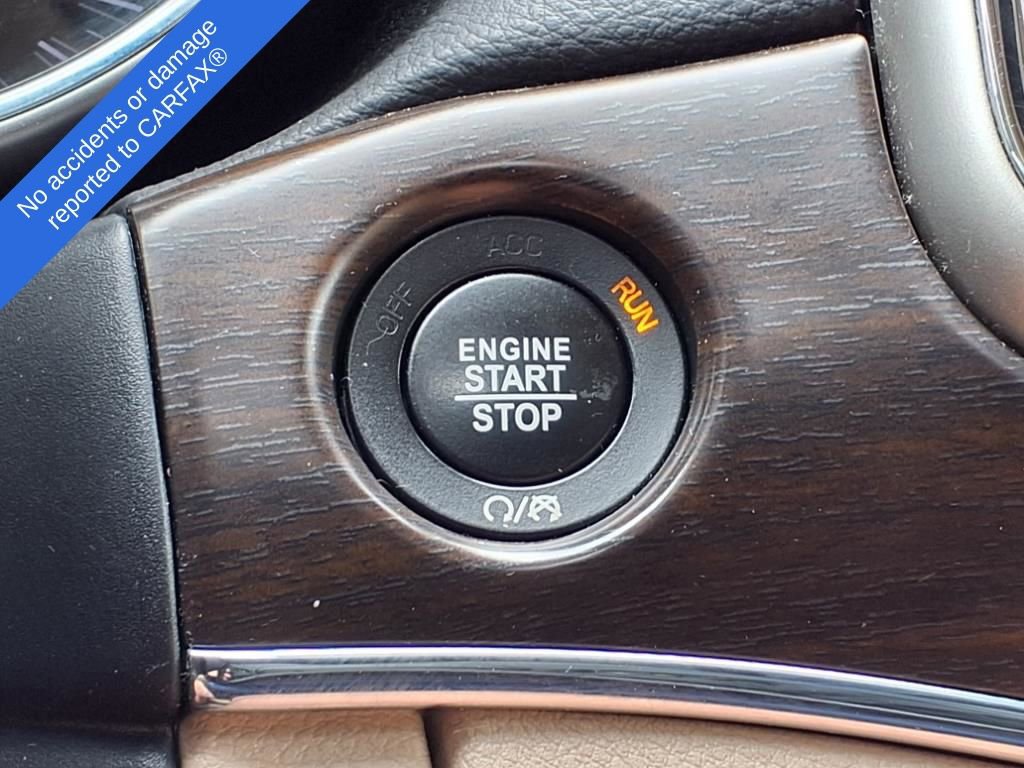 No accidents or damage
reported to CARFAX®
ACC
OFF
RUN
ENGINE
START
STOP